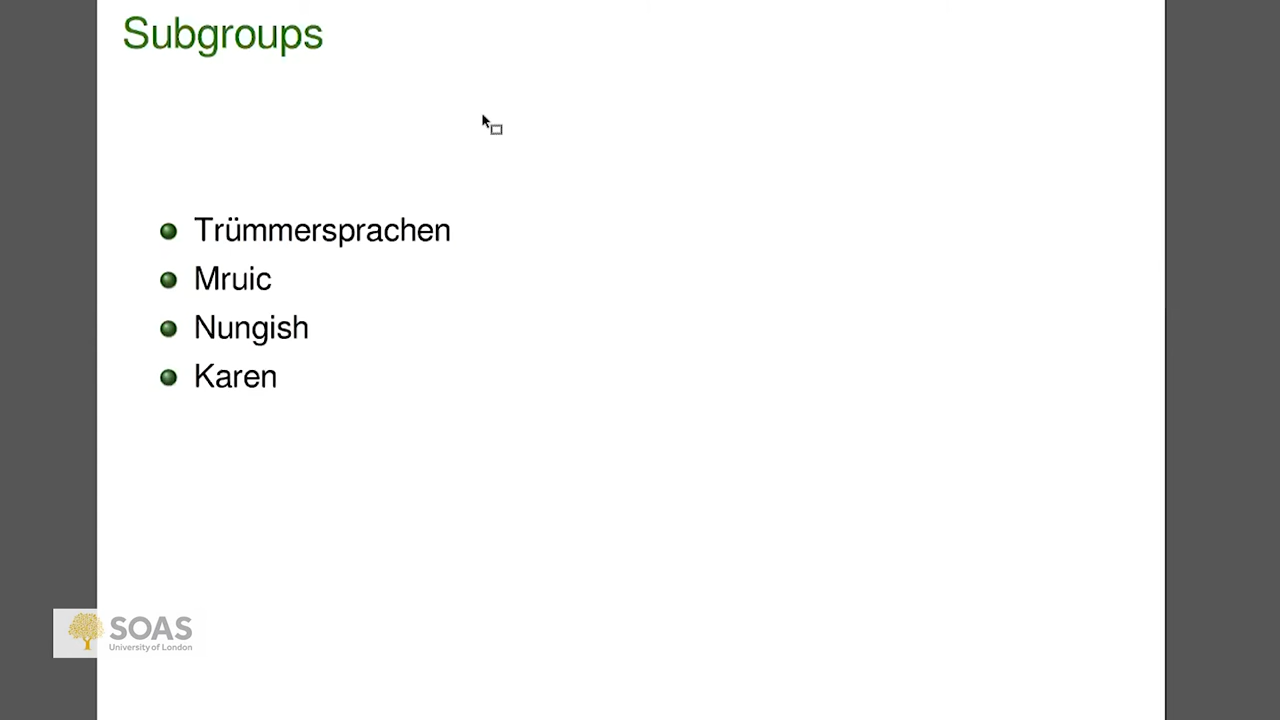 Subgroups
Trümmersprachen
Mruic
Nungish
Karen
SOAS
University of London